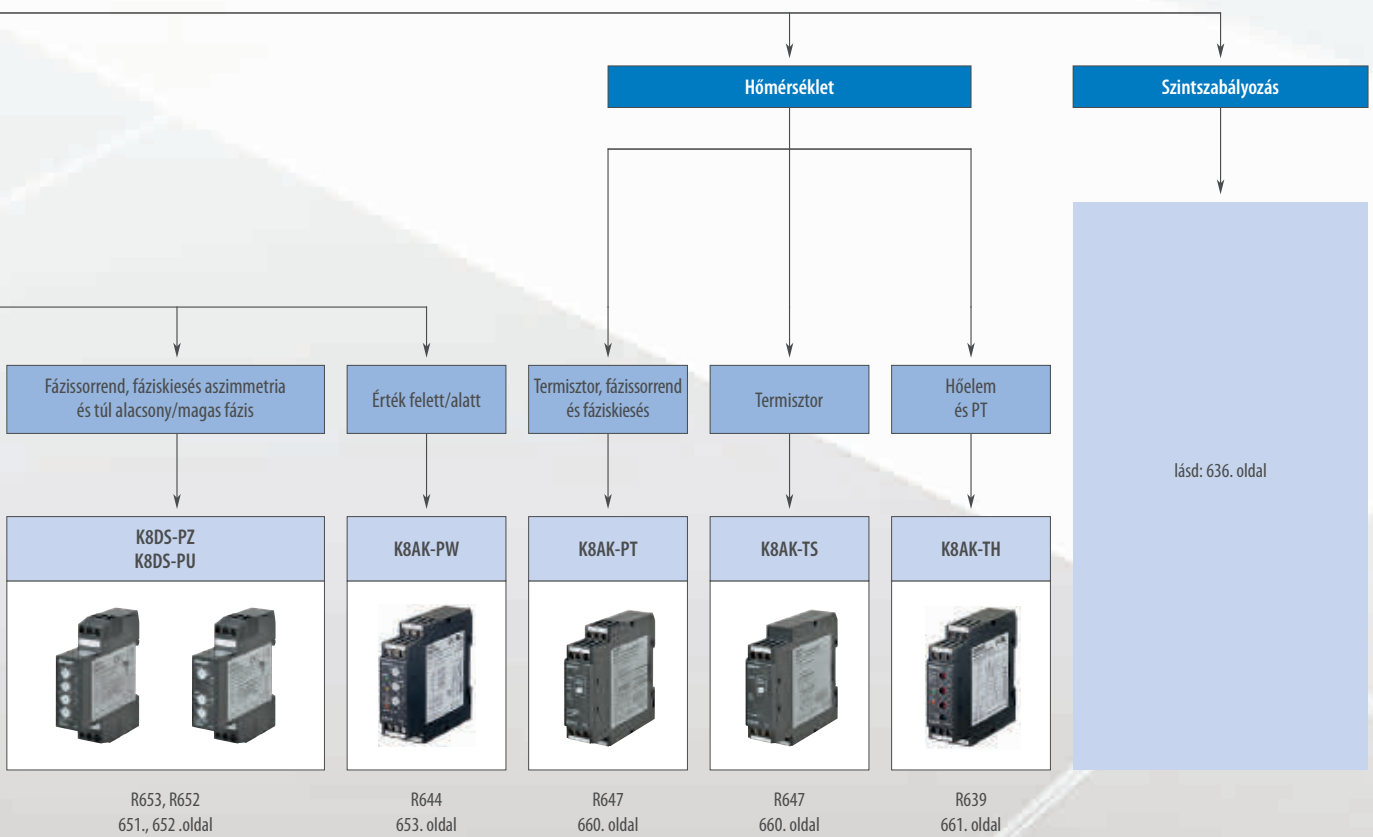 Hőmérséklet
Szintszabályozás
Fázissorrend, fáziskiesés aszimmetria
és túl alacsony/magas fázis
Érték felett/alatt
Termisztor, fázissorrend
és fáziskiesés
Termisztor
Hőelem
és PT
lásd: 636. oldal
K8DS-PZ
K8DS-PU
K8AK-PW
K8AK-PT
K8AK-TS
K8AK-TH
R653, R652
651., 652 .oldal
R644
653. oldal
R647
660. oldal
R647
660. oldal
R639
661. oldal